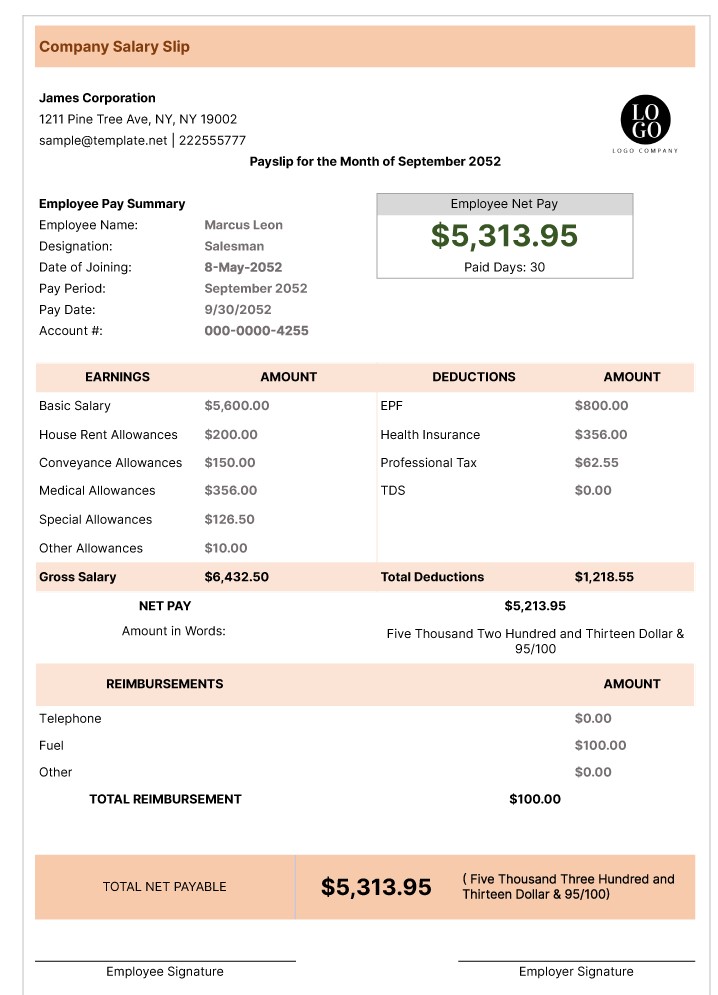 Company Salary Slip
James Corporation
1211 Pine Tree Ave, NY, NY 19002
sample@template.net | 222555777
LO
GO
LOGO COMPANY
Payslip for the Month of September 2052
Employee Pay Summary
Employee Name: Marcus Leon
Designation: Salesman
Date of Joining: 8-May-2052
Pay Period: September 2052
Pay Date: 9/30/2052
Account #: 000-0000-4255
Employee Net Pay
$5,313.95
Paid Days: 30
EARNINGS AMOUNT DEDUCTIONS AMOUNT
Basic Salary $5,600.00 EPF $800.00
House Rent Allowances $200.00 Health Insurance $356.00
Conveyance Allowances $150.00 Professional Tax $62.55
Medical Allowances $356.00 TDS $0.00
Special Allowances $126.50
Other Allowances $10.00
Gross Salary $6,432.50 Total Deductions $1,218.55
NET PAY $5,213.95
Amount in Words: Five Thousand Two Hundred and Thirteen Dollar &
95/100
REIMBURSEMENTS AMOUNT
Telephone $0.00
Fuel $100.00
Other $0.00
TOTAL REIMBURSEMENT $100.00
TOTAL NET PAYABLE $5,313.95 ( Five Thousand Three Hundred and
Thirteen Dollar & 95/100)
Employee Signature Employer Signature